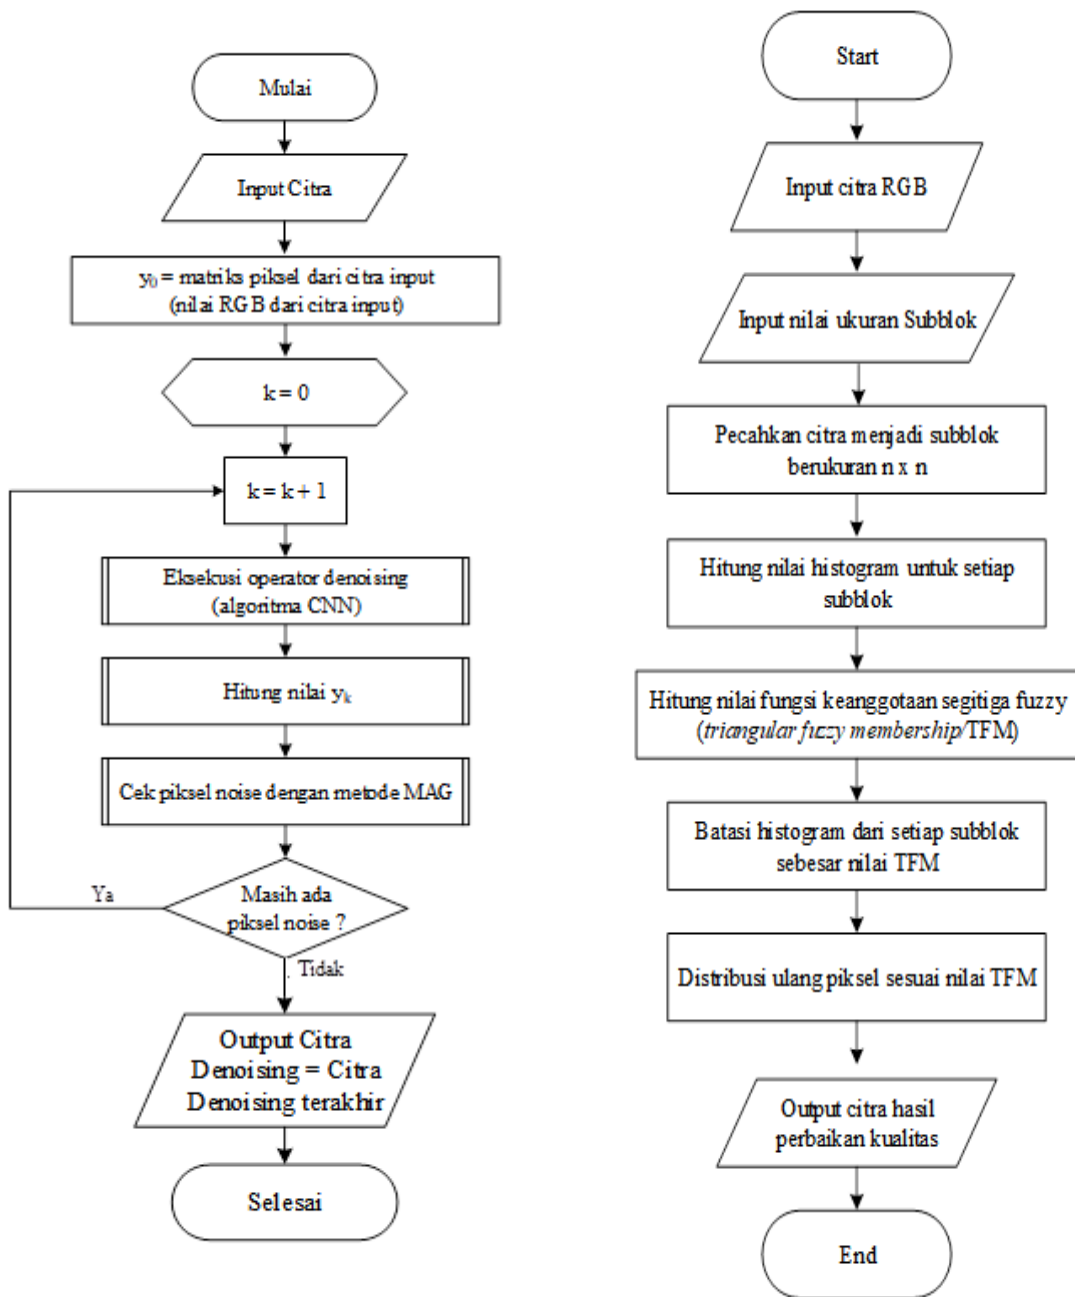 Mulai
Input Citra
y0 = matriks piksel dari citra input
(nilai RGB dari citra input)
k = 0
k = k + 1
Eksekusi operator denoising
(algoritma CNN)
Hitung nilai yk
Cek piksel noise dengan metode MAG
Ya
Masih ada
piksel noise ?
Tidak
Output Citra
Denoising = Citra
Denoising terakhir
Selesai
Start
Input citra RGB
Input nilai ukuran Subblok
Pecahkan citra menjadi subblok
berukuran n x n
Hitung nilai histogram untuk setiap
subblok
Hitung nilai fungsi keanggotaan segitiga fuzzy
(triangular fuzzy membership/TFM)
Batasi histogram dari setiap subblok
sebesar nilai TFM
Distribusi ulang piksel sesuai nilai TFM
Output citra hasil
perbaikan kualitas
End